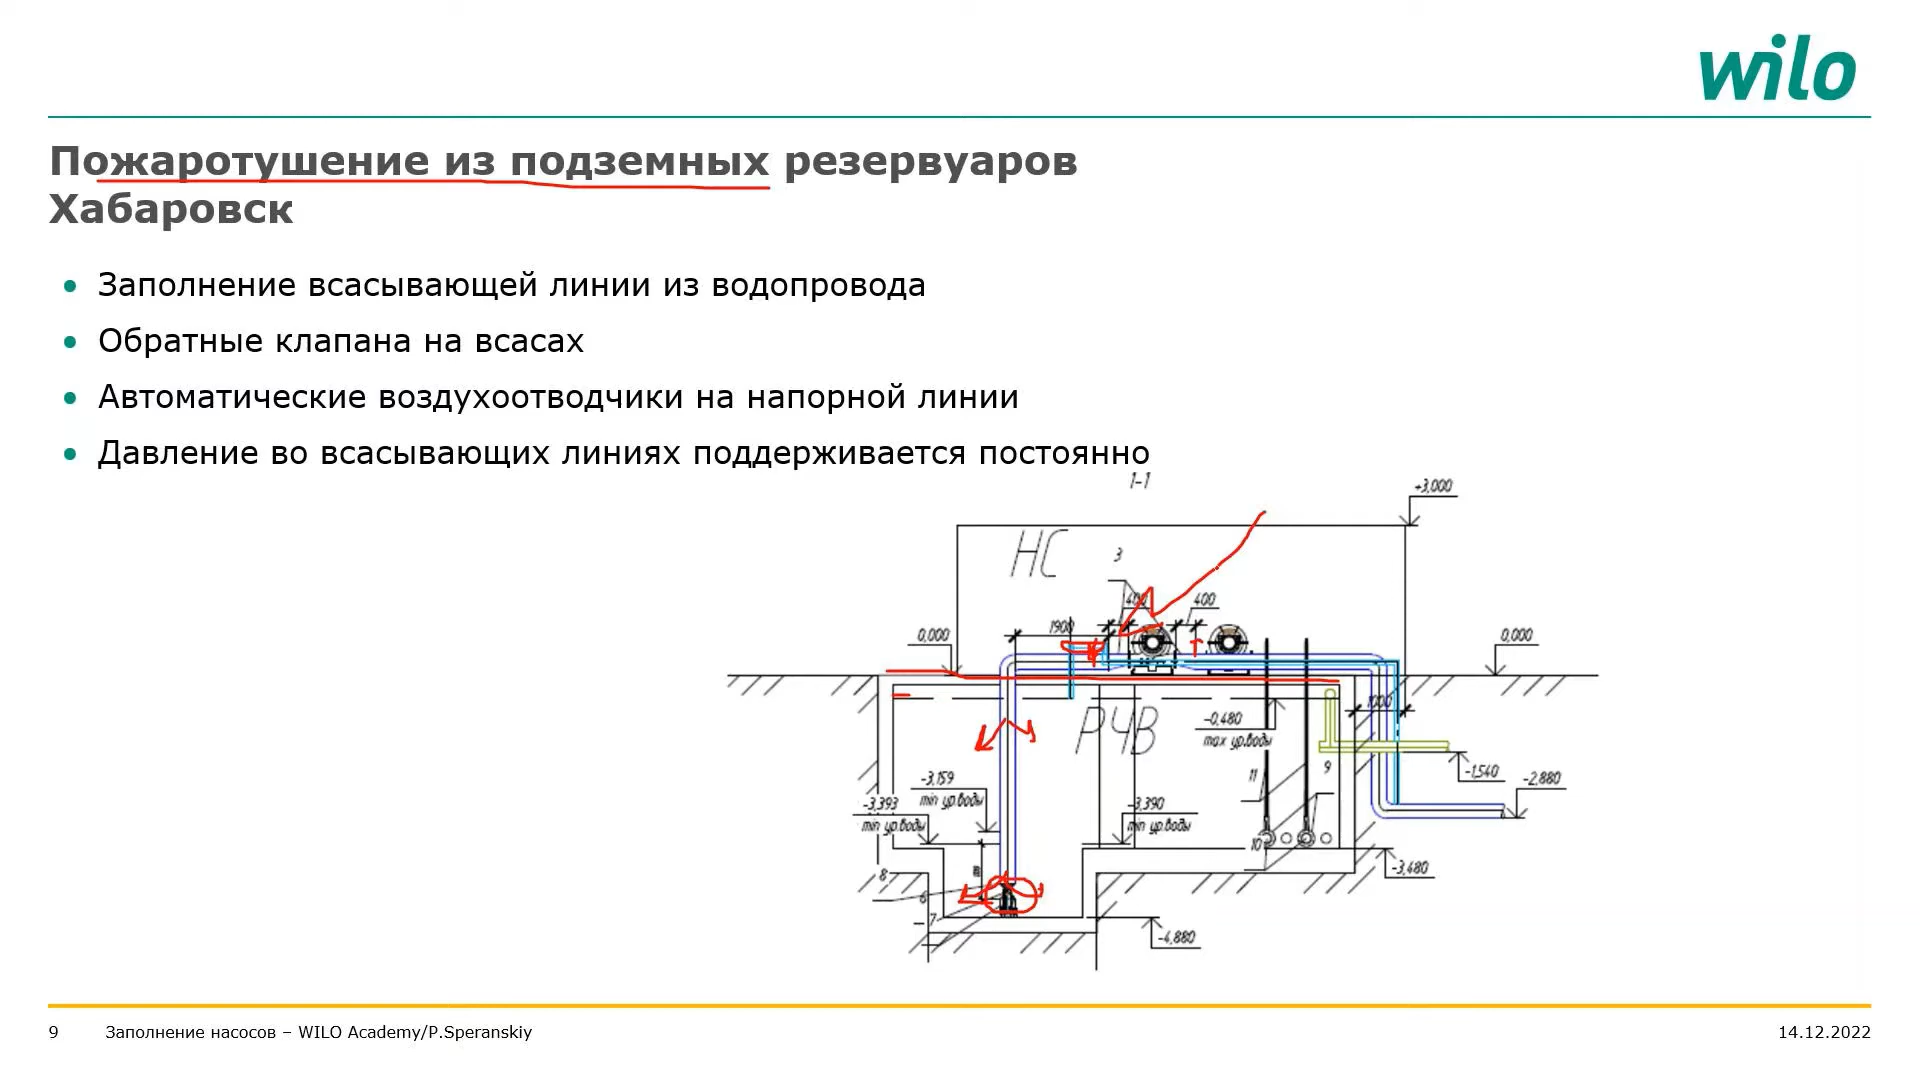 wilo
Пожаротушение из подземных резервуаров
Хабаровск
Заполнение всасывающей линии из водопровода
Обратные клапана на всасах
Автоматические воздухоотводчики на напорной линии
Давление во всасывающих линиях поддерживается постоянно
1-1
+3,000
НС
3
400
400
1900
0,000
0,000
РЧВ
-0,480
max ур.воды
1000
-1,540
-2,880
11
9
-3,159
min ур.воды
-3,393
min ур.воды
-3,390
min ур.воды
10
-3,480
8
6
7
-4,880
9
Заполнение насосов – WILO Academy/P.Speranskiy
14.12.2022